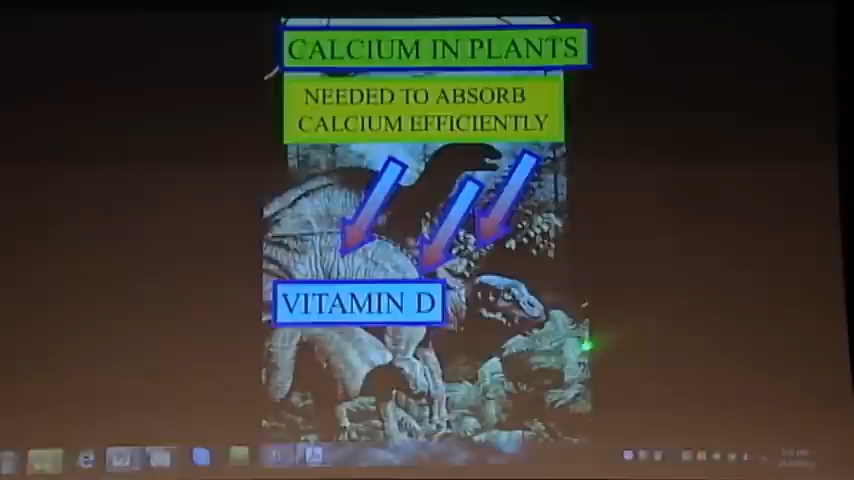 CALCIUM IN PLANTS
NEEDED TO ABSORB
CALCIUM EFFICIENTLY
VITAMIN D